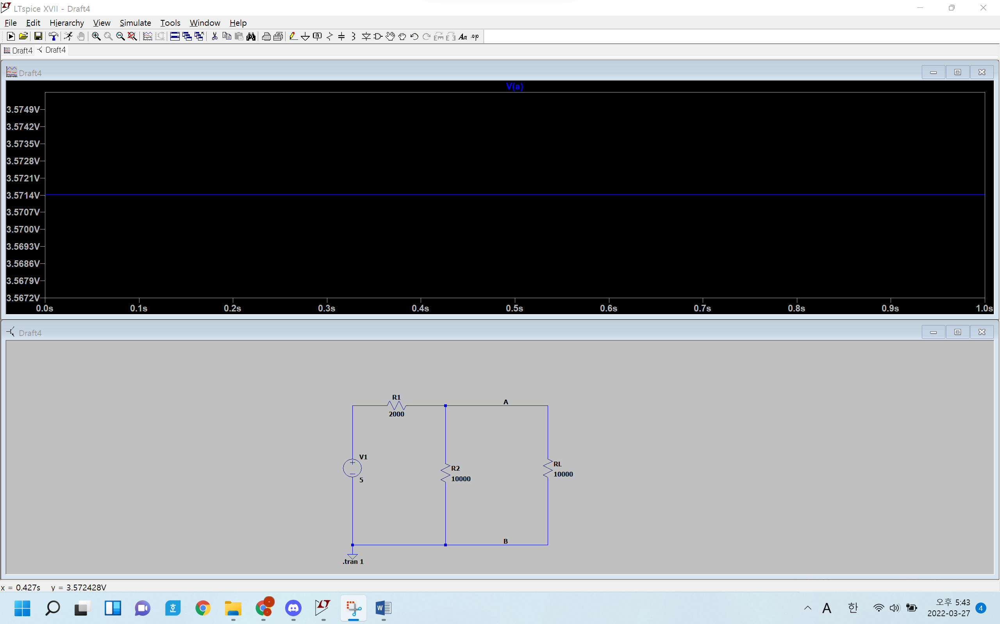 LTspice XVII - Draft4
File Edit Hierarchy View Simulate Tools Window Help
Aa .op
Draft4 Draft4
Draft4
V(a)
3.5749V
3.5742V
3.5735V
3.5728V
3.5721V
3.5714V
3.5707V
3.5700V
3.5693V
3.5686V
3.5679V
3.5672V
0.0s 0.1s 0.2s 0.3s 0.4s 0.5s 0.6s 0.7s 0.8s 0.9s 1.0s
Draft4
R1
2000
A
V1
5
R2
10000
RL
10000
B
.tran 1
x = 0.427s y = 3.572428V
A 한 오후 5:43
2022-03-27 4